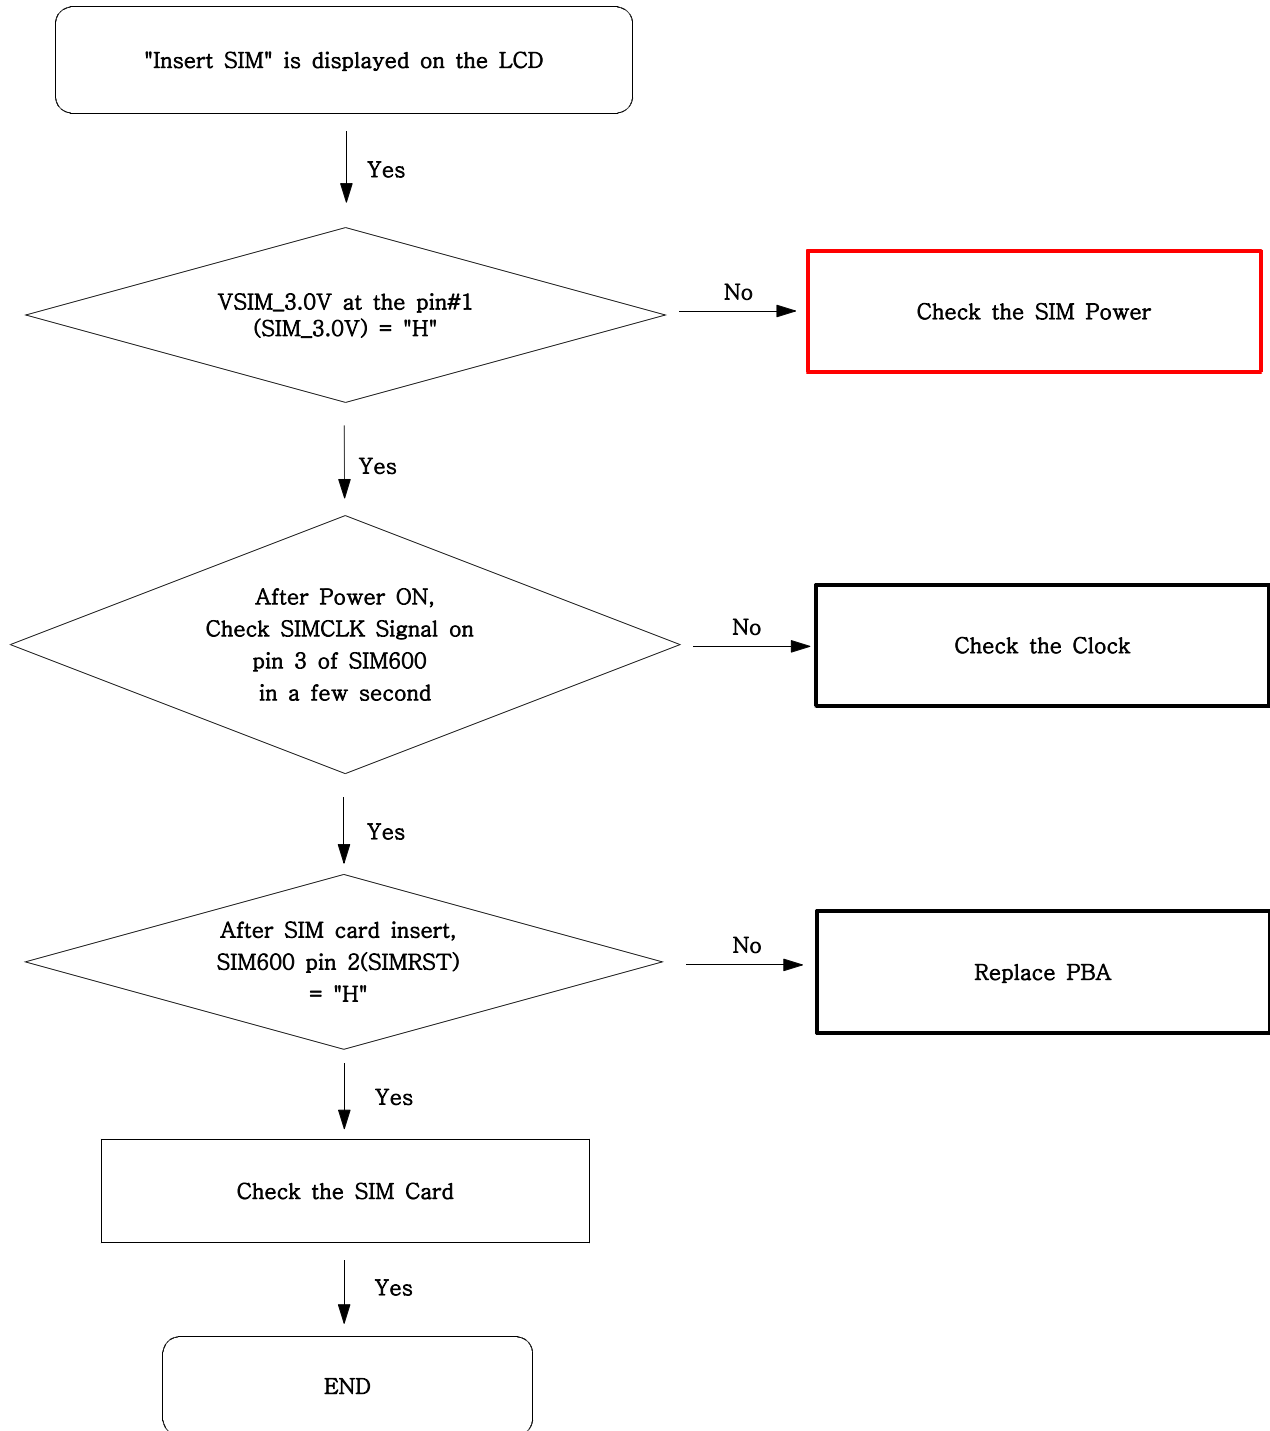 "Insert SIM" is displayed on the LCD
Yes
VSIM_3.0V at the pin#1
(SIM_3.0V) = "H"
No
Check the SIM Power
Yes
After Power ON,
Check SIMCLK Signal on
pin 3 of SIM600
in a few second
No
Check the Clock
Yes
After SIM card insert,
SIM600 pin 2(SIMRST)
= "H"
No
Replace PBA
Yes
Check the SIM Card
Yes
END